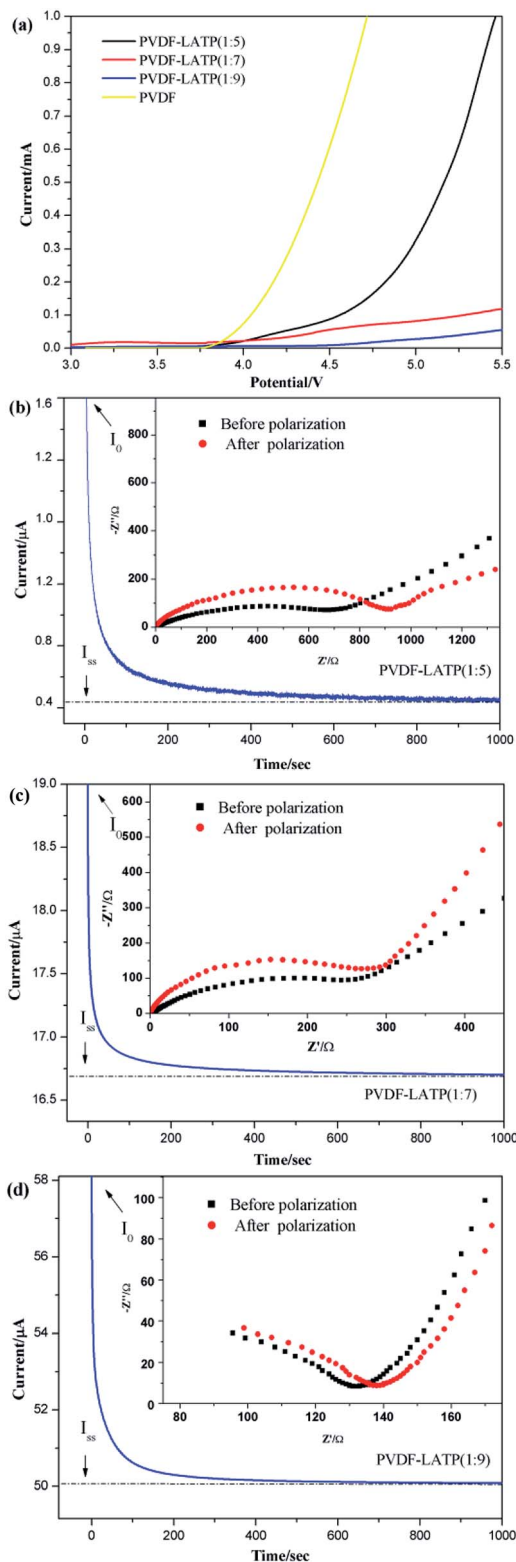 (a)
1.0
0.9
0.8
0.7
0.6
0.5
0.4
0.3
0.2
0.1
0.0
Current/mA
PVDF-LATP(1:5)
PVDF-LATP(1:7)
PVDF-LATP(1:9)
PVDF
3.0 3.5 4.0 4.5 5.0 5.5
Potential/V
(b)
1.6
1.2
1.0
1.2
0.8
0.4
Current/μA
I0
Iss
Before polarization
After polarization
800
600
400
200
0
-Z''/Ω
0 200 400 600 800 1000 1200
Z'/Ω
PVDF-LATP(1:5)
0 200 400 600 800 1000
Time/sec
(c)
19.0
18.5
18.0
17.5
16.0
16.5
Current/μA
I0
Iss
Before polarization
After polarization
600
500
400
300
200
100
0
-Z''/Ω
0 100 200 300 400
Z'/Ω
PVDF-LATP(1:7)
0 200 400 600 800 1000
Time/sec
(d)
58
56
54
52
50
Current/μA
I0
Iss
Before polarization
After polarization
100
80
60
40
20
0
-Z''/Ω
80 100 120 140 160
Z'/Ω
PVDF-LATP(1:9)
0 200 400 600 800 1000
Time/sec